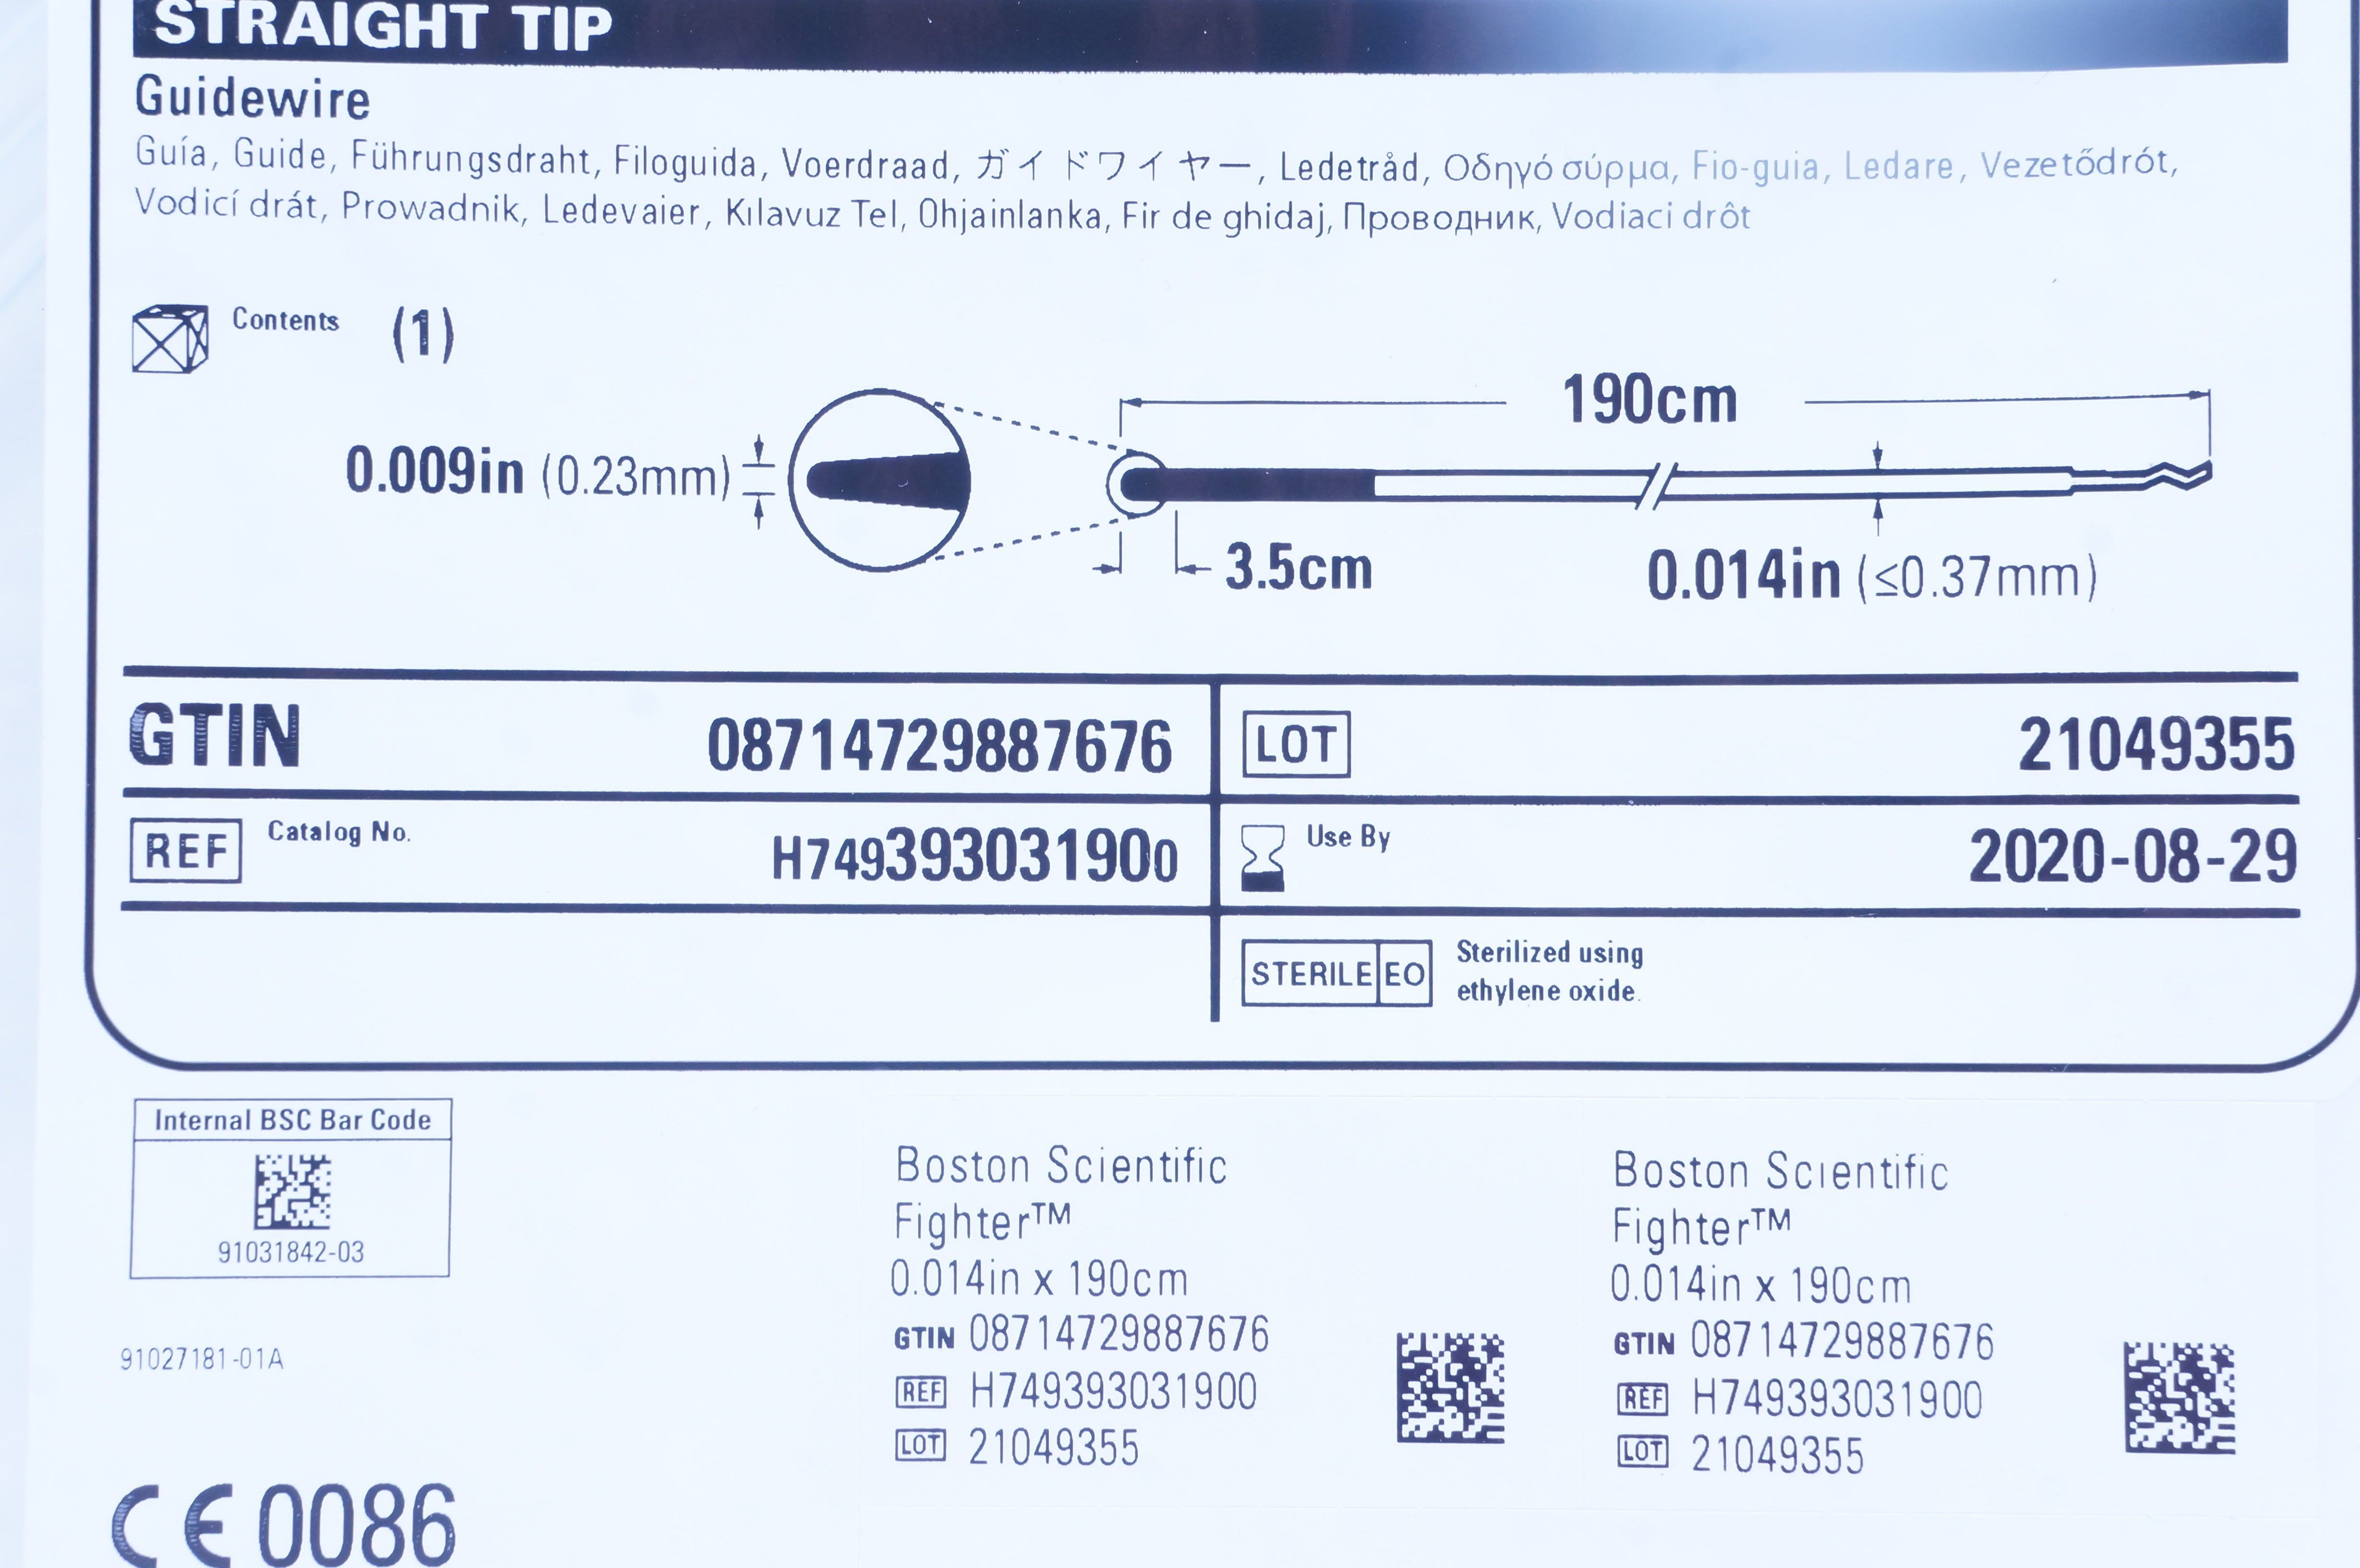 STRAIGHT TIP
Guidewire
Guía, Guide, Führungsdraht, Filoguida, Voerdraad, ガイドワイヤー, Ledetråd, Οδηγό σύρμα, Fio-guia, Ledare, Vezetődrót,
Vodicí drát, Prowadnik, Ledevaier, Kılavuz Tel, Ohjainlanka, Fir de ghidaj, Проводник, Vodiaci drôt
Contents (1)
190cm
0.009in (0.23mm)
3.5cm
0.014in (≤0.37mm)
GTIN 08714729887676
LOT 21049355
REF Catalog No. H749393031900
Use By 2020-08-29
STERILE EO Sterilized using
ethylene oxide.
Internal BSC Bar Code
91031842-03
91027181-01A
CE 0086
Boston Scientific
Fighter™
0.014in x 190cm
GTIN 08714729887676
REF H749393031900
LOT 21049355
Boston Scientific
Fighter™
0.014in x 190cm
GTIN 08714729887676
REF H749393031900
LOT 21049355